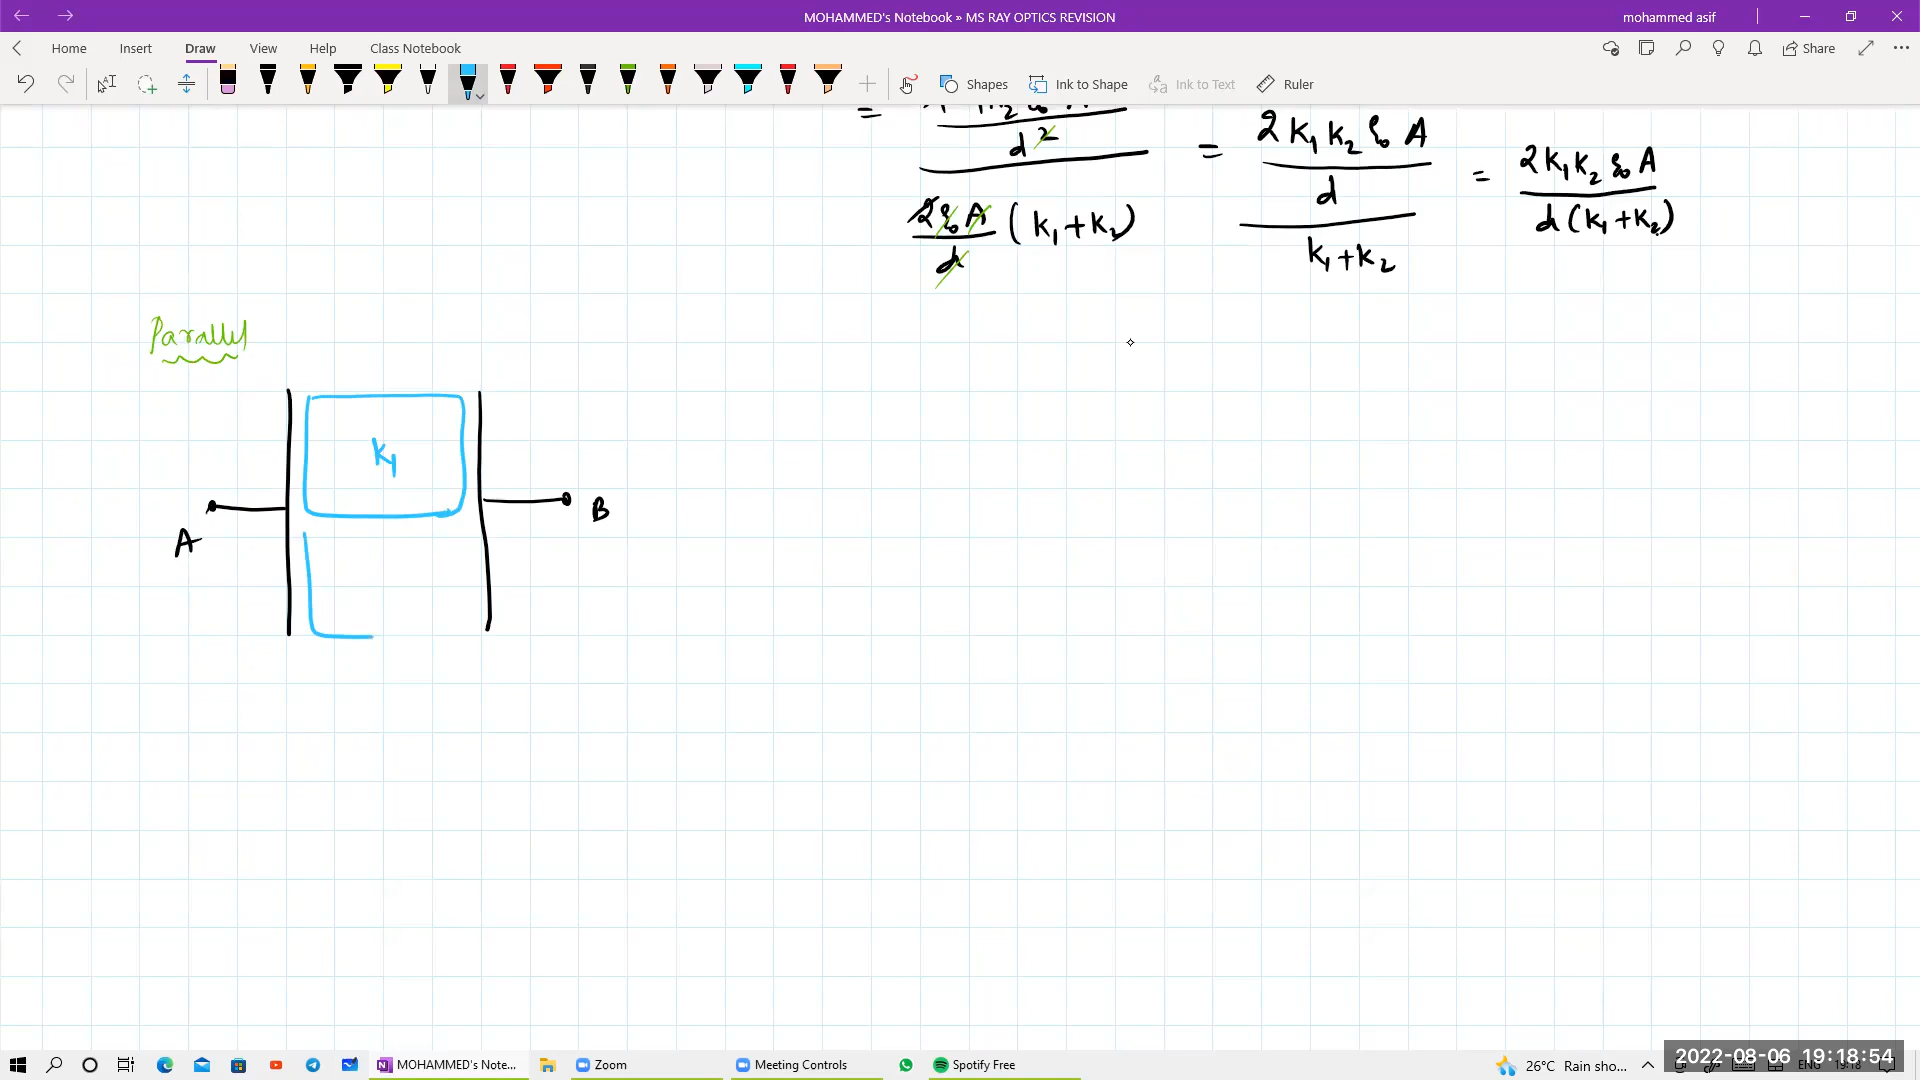 MOHAMMED's Notebook » MS RAY OPTICS REVISION
mohammed asif
Home Insert Draw View Help Class Notebook
Share
Shapes Ink to Shape Ink to Text Ruler
=
d²
2ε₀A/d (K₁+K₂)
= 2K₁K₂ε₀A/d / K₁+K₂
= 2K₁K₂ε₀A / d(K₁+K₂)
Parallel
K₁
A
B
MOHAMMED's Note...
Zoom
Meeting Controls
Spotify Free
26°C Rain sho...
2022-08-06 19:18:54